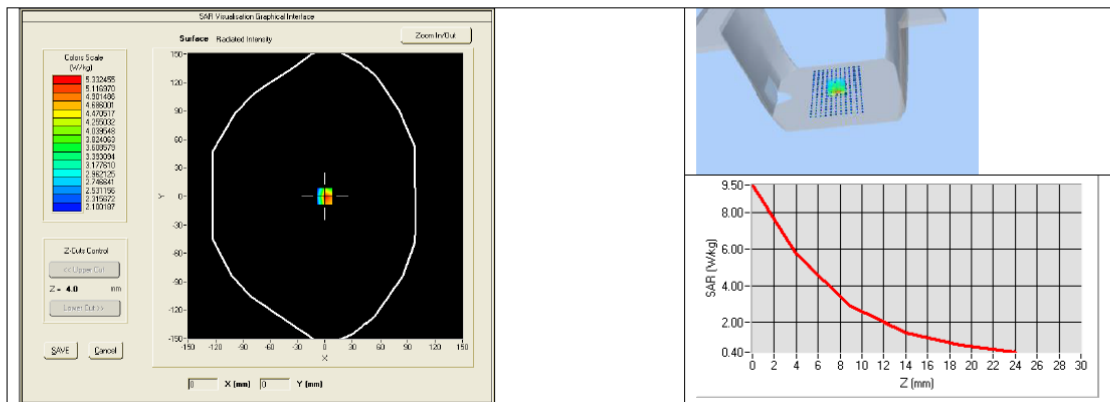 SAR Visualisation Graphical Interface
Surface Radiated Intensity
Zoom In/Out
Colors Scale
(W/kg)
5.332455
5.116970
4.901486
4.686001
4.470517
4.255032
4.039548
3.824063
3.608579
3.393094
3.177610
2.962125
2.746641
2.531156
2.315672
2.100187
Z-Cuts Control
<< Upper Cut
Z = 4.0 mm
Lower Cut >>
SAVE Cancel
150
120
90
60
30
0
-30
-60
-90
-120
-150
Y
-150 -120 -90 -60 -30 0 30 60 90 120 150
X
0 X (mm) 0 Y (mm)
9.50
8.00
6.00
4.00
2.00
0.40
SAR (W/kg)
0 2 4 6 8 10 12 14 16 18 20 22 24 26 28 30
Z (mm)